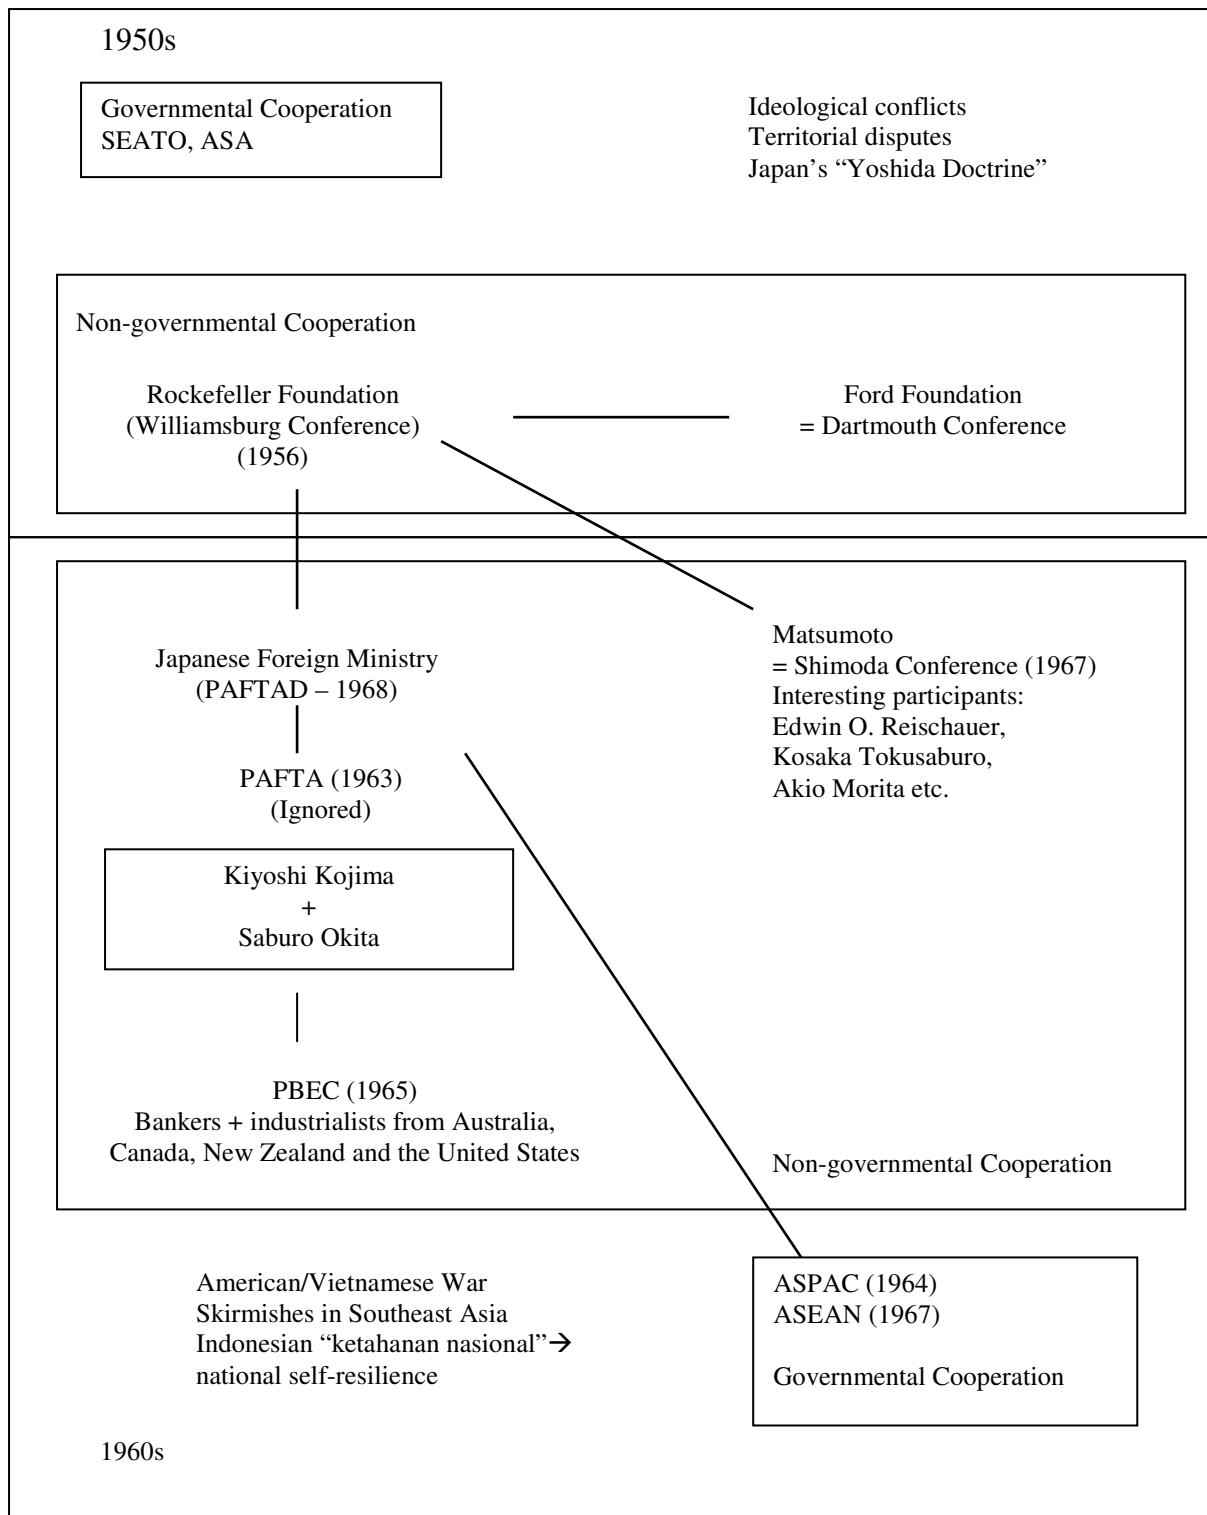 1950s
Governmental Cooperation
SEATO, ASA
Ideological conflicts
Territorial disputes
Japan’s “Yoshida Doctrine”
Non-governmental Cooperation
Rockefeller Foundation
(Williamsburg Conference)
(1956)
Ford Foundation
= Dartmouth Conference
Japanese Foreign Ministry
(PAFTAD – 1968)
PAFTA (1963)
(Ignored)
Kiyoshi Kojima
+
Saburo Okita
PBEC (1965)
Bankers + industrialists from Australia,
Canada, New Zealand and the United States
Matsumoto
= Shimoda Conference (1967)
Interesting participants:
Edwin O. Reischauer,
Kosaka Tokusaburo,
Akio Morita etc.
Non-governmental Cooperation
American/Vietnamese War
Skirmishes in Southeast Asia
Indonesian “ketahanan nasional”→
national self-resilience
ASPAC (1964)
ASEAN (1967)
Governmental Cooperation
1960s